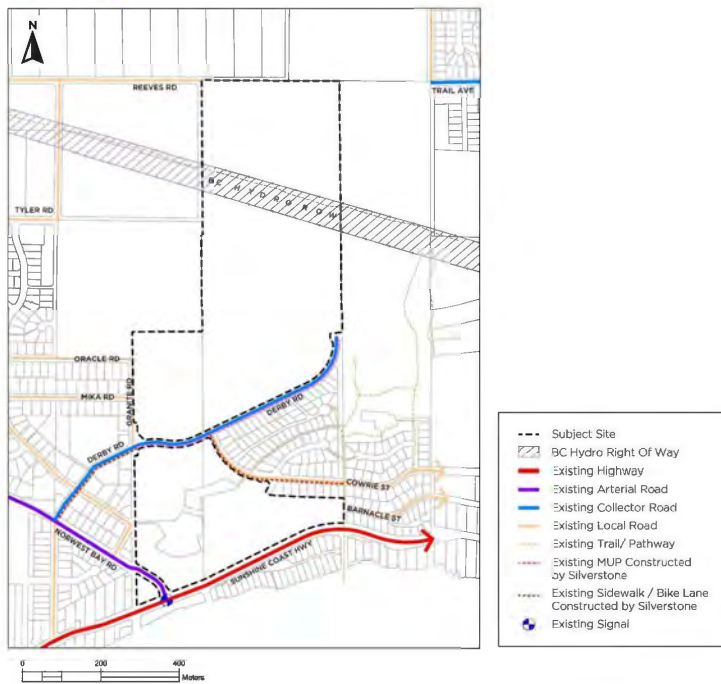 N
REEVES RD
TRAIL AVE
BC HYDRO ROW
TYLER RD
ORACLE RD
GRANITE RD
MIKA RD
DERBY RD
DERBY RD
COWRIE ST
BARNACLE ST
NORWEST BAY RD
SUNSHINE COAST HWY
0 200 400
Meters
Subject Site
BC Hydro Right Of Way
Existing Highway
Existing Arterial Road
Existing Collector Road
Existing Local Road
Existing Trail/ Pathway
Existing MUP Constructed
by Silverstone
Existing Sidewalk / Bike Lane
Constructed by Silverstone
Existing Signal